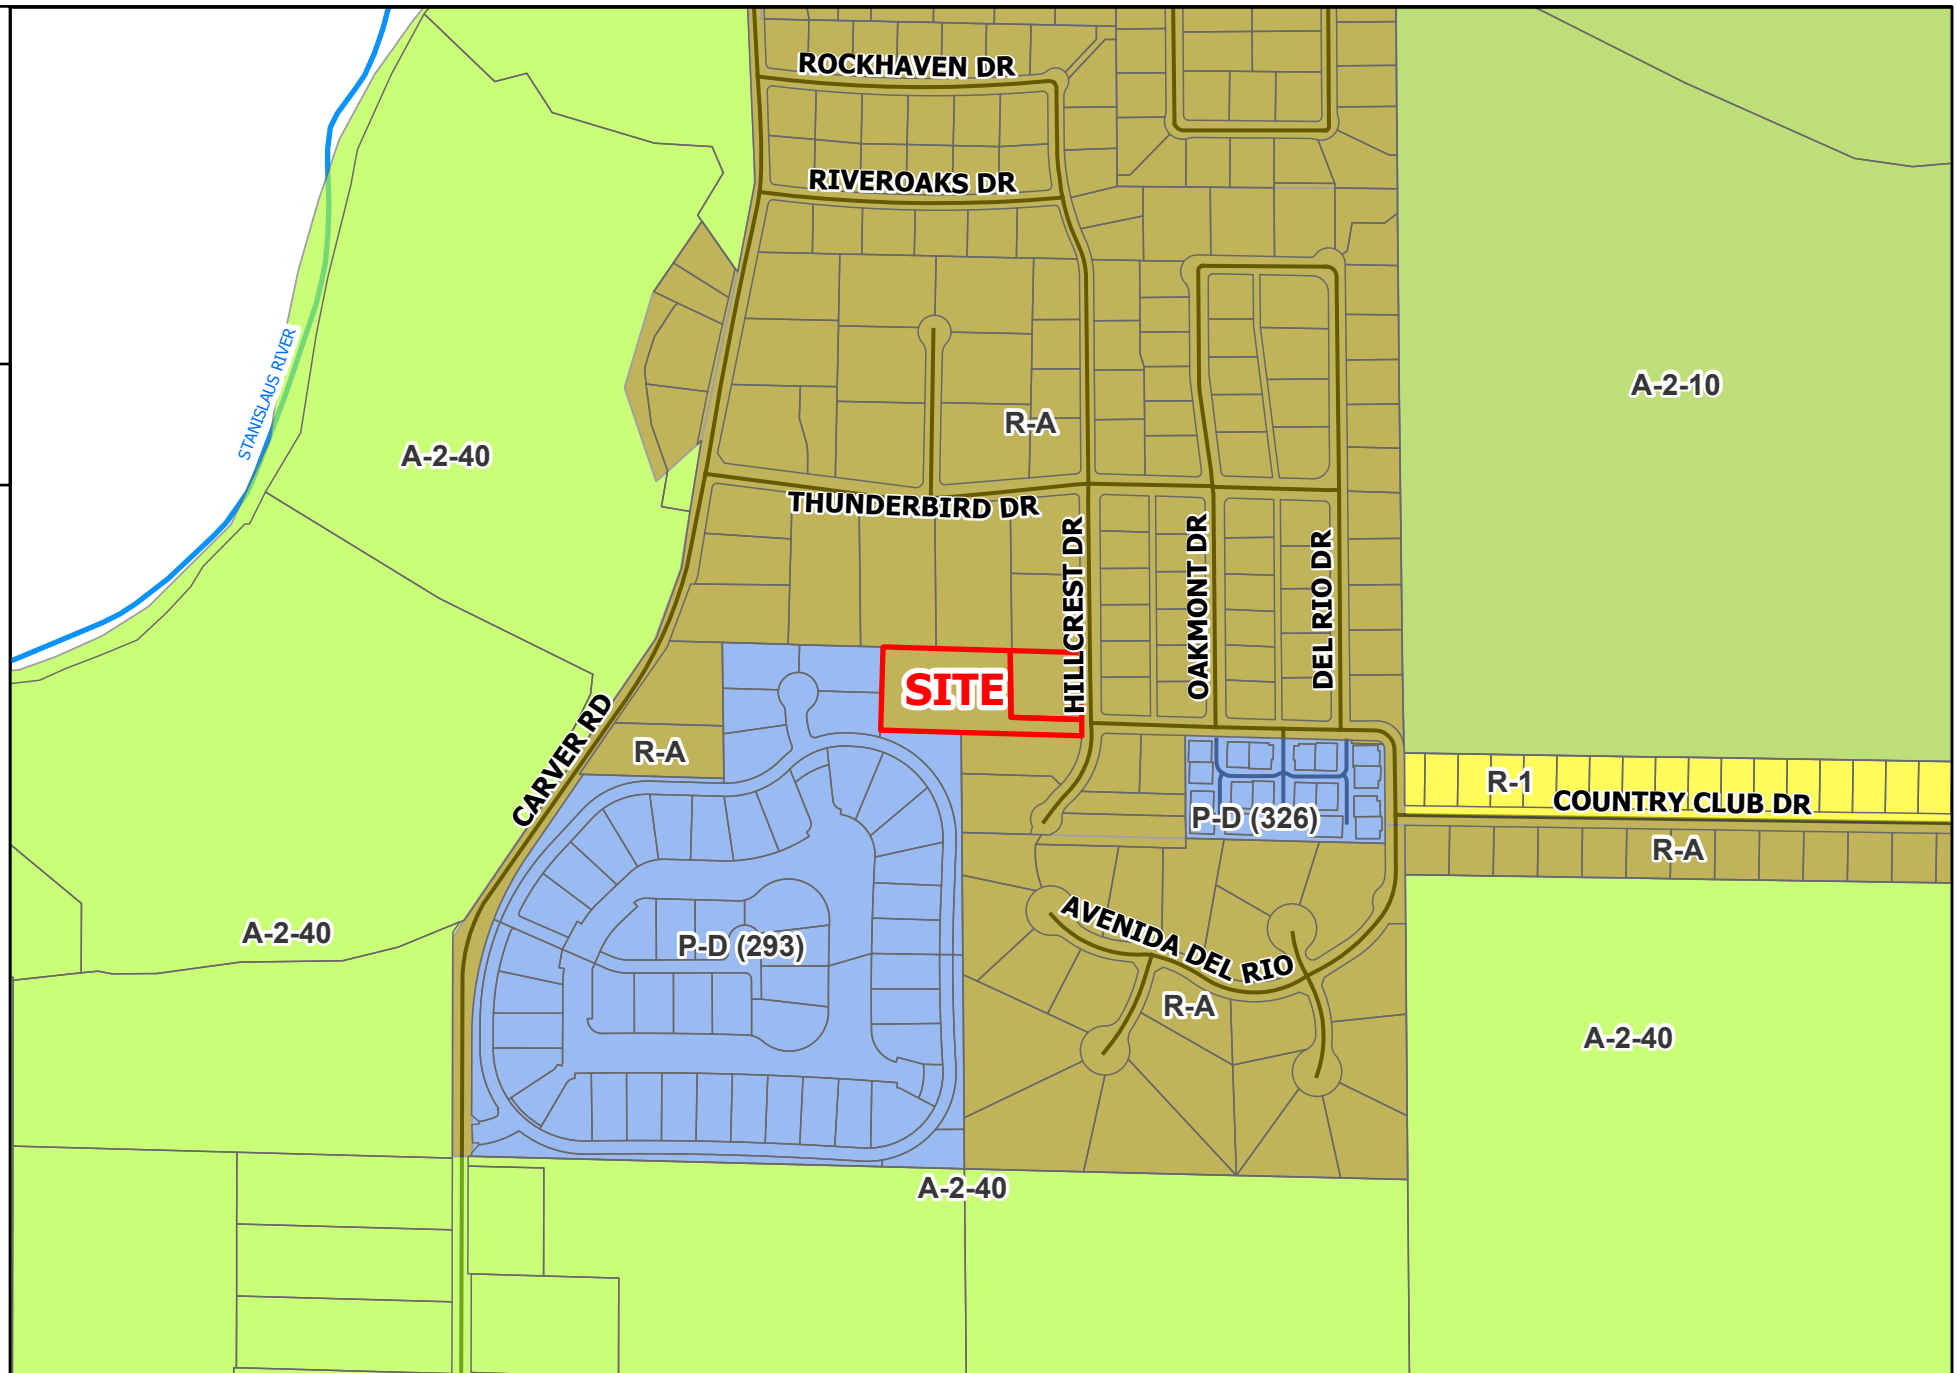 ROCKHAVEN DR
RIVEROAKS DR
STANISLAUS RIVER
A-2-10
R-A
A-2-40
THUNDERBIRD DR
HILLCREST DR
OAKMONT DR
DEL RIO DR
SITE
CARVER RD
R-A
R-1
COUNTRY CLUB DR
P-D (326)
R-A
AVENIDA DEL RIO
A-2-40
P-D (293)
R-A
A-2-40
A-2-40